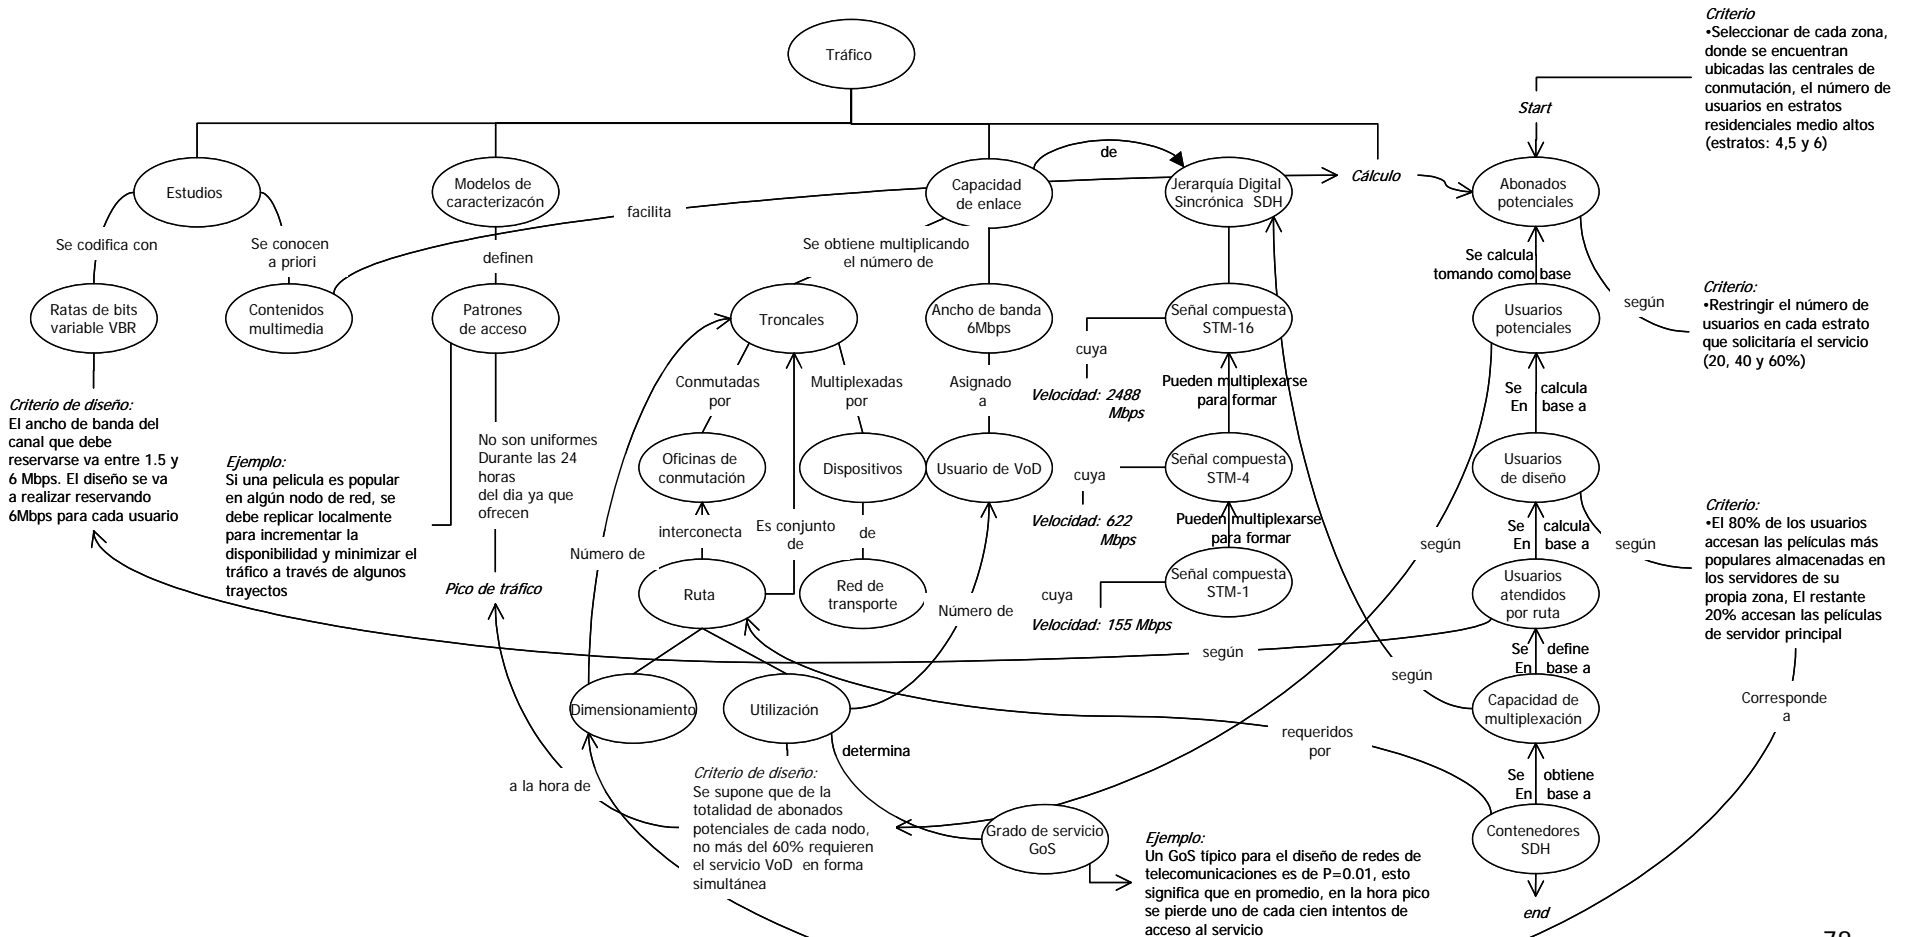 Tráfico
Criterio
•Seleccionar de cada zona,
donde se encuentran
ubicadas las centrales de
conmutación, el número de
usuarios en estratos
residenciales medio altos
(estratos: 4,5 y 6)
Start
de
Estudios
Modelos de
caracterizacón
Capacidad
de enlace
Jerarquía Digital
Sincrónica SDH
Cálculo
Abonados
potenciales
facilita
Se codifica con
Se conocen
a priori
definen
Se obtiene multiplicando
el número de
Se calcula
tomando como base
según
Criterio:
•Restringir el número de
usuarios en cada estrato
que solicitaría el servicio
(20, 40 y 60%)
Ratas de bits
variable VBR
Contenidos
multimedia
Patrones
de acceso
Troncales
Ancho de banda
6Mbps
Señal compuesta
STM-16
Usuarios
potenciales
cuya
Velocidad: 2488
Mbps
Conmutadas
por
Multiplexadas
por
Asignado
a
Pueden multiplexarse
para formar
Se calcula
En base a
Criterio de diseño:
El ancho de banda del
canal que debe
reservarse va entre 1.5 y
6 Mbps. El diseño se va
a realizar reservando
6Mbps para cada usuario
Ejemplo:
Si una pelicula es popular
en algún nodo de red, se
debe replicar localmente
para incrementar la
disponibilidad y minimizar el
tráfico a través de algunos
trayectos
No son uniformes
Durante las 24
horas
del dia ya que
ofrecen
Oficinas de
conmutación
Dispositivos
Usuario de VoD
cuya
Velocidad: 622
Mbps
Señal compuesta
STM-4
Usuarios
de diseño
Criterio:
•El 80% de los usuarios
accesan las películas más
populares almacenadas en
los servidores de su
propia zona, El restante
20% accesan las películas
de servidor principal
Número de
interconecta
Es conjunto
de
de
Pueden multiplexarse
para formar
según
Se calcula
En base a
según
Pico de tráfico
Ruta
Red de
transporte
Número de
cuya
Velocidad: 155 Mbps
Señal compuesta
STM-1
Usuarios
atendidos
por ruta
según
según
Se define
En base a
Dimensionamiento
Utilización
Capacidad de
multiplexación
Corresponde
a
requeridos
por
determina
a la hora de
Criterio de diseño:
Se supone que de la
totalidad de abonados
potenciales de cada nodo,
no más del 60% requieren
el servicio VoD en forma
simultánea
Se obtiene
En base a
Grado de servicio
GoS
Contenedores
SDH
Ejemplo:
Un GoS típico para el diseño de redes de
telecomunicaciones es de P=0.01, esto
significa que en promedio, en la hora pico
se pierde uno de cada cien intentos de
acceso al servicio
end